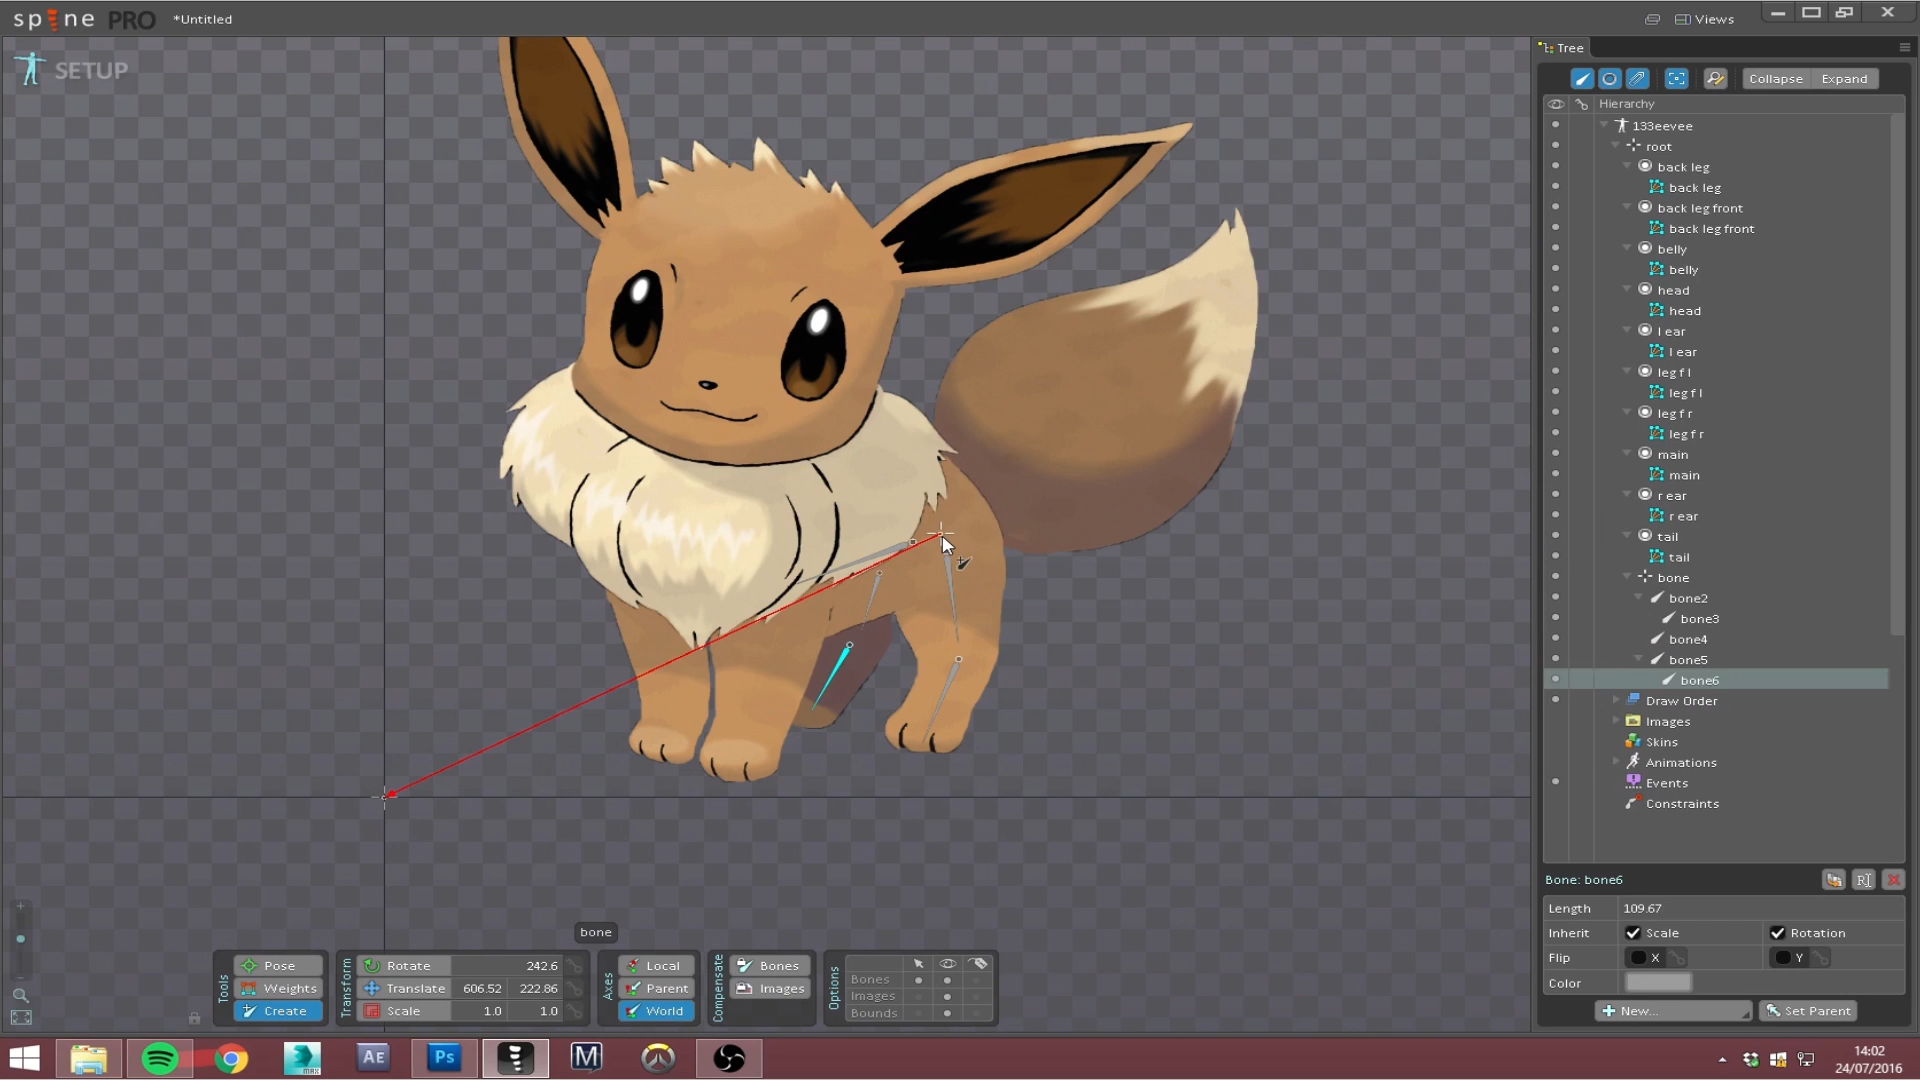 spine PRO *Untitled Views
SETUP
Tree
Collapse Expand
Hierarchy
133eevee
root
back leg
back leg
back leg front
back leg front
belly
belly
head
head
l ear
l ear
leg f l
leg f l
leg f r
leg f r
main
main
r ear
r ear
tail
tail
bone
bone2
bone3
bone4
bone5
bone6
Draw Order
Images
Skins
Animations
Events
Constraints
Bone: bone6
Length 109.67
Inherit Scale Rotation
Flip X Y
Color
New... Set Parent
bone
Tools
Pose
Weights
Create
Transform
Rotate 242.6
Translate 606.52 222.86
Scale 1.0 1.0
Axes
Local
Parent
World
Compensate
Bones
Images
Options
Bones
Images
Bounds
MAX
Ae
Ps
M
14:02
24/07/2016